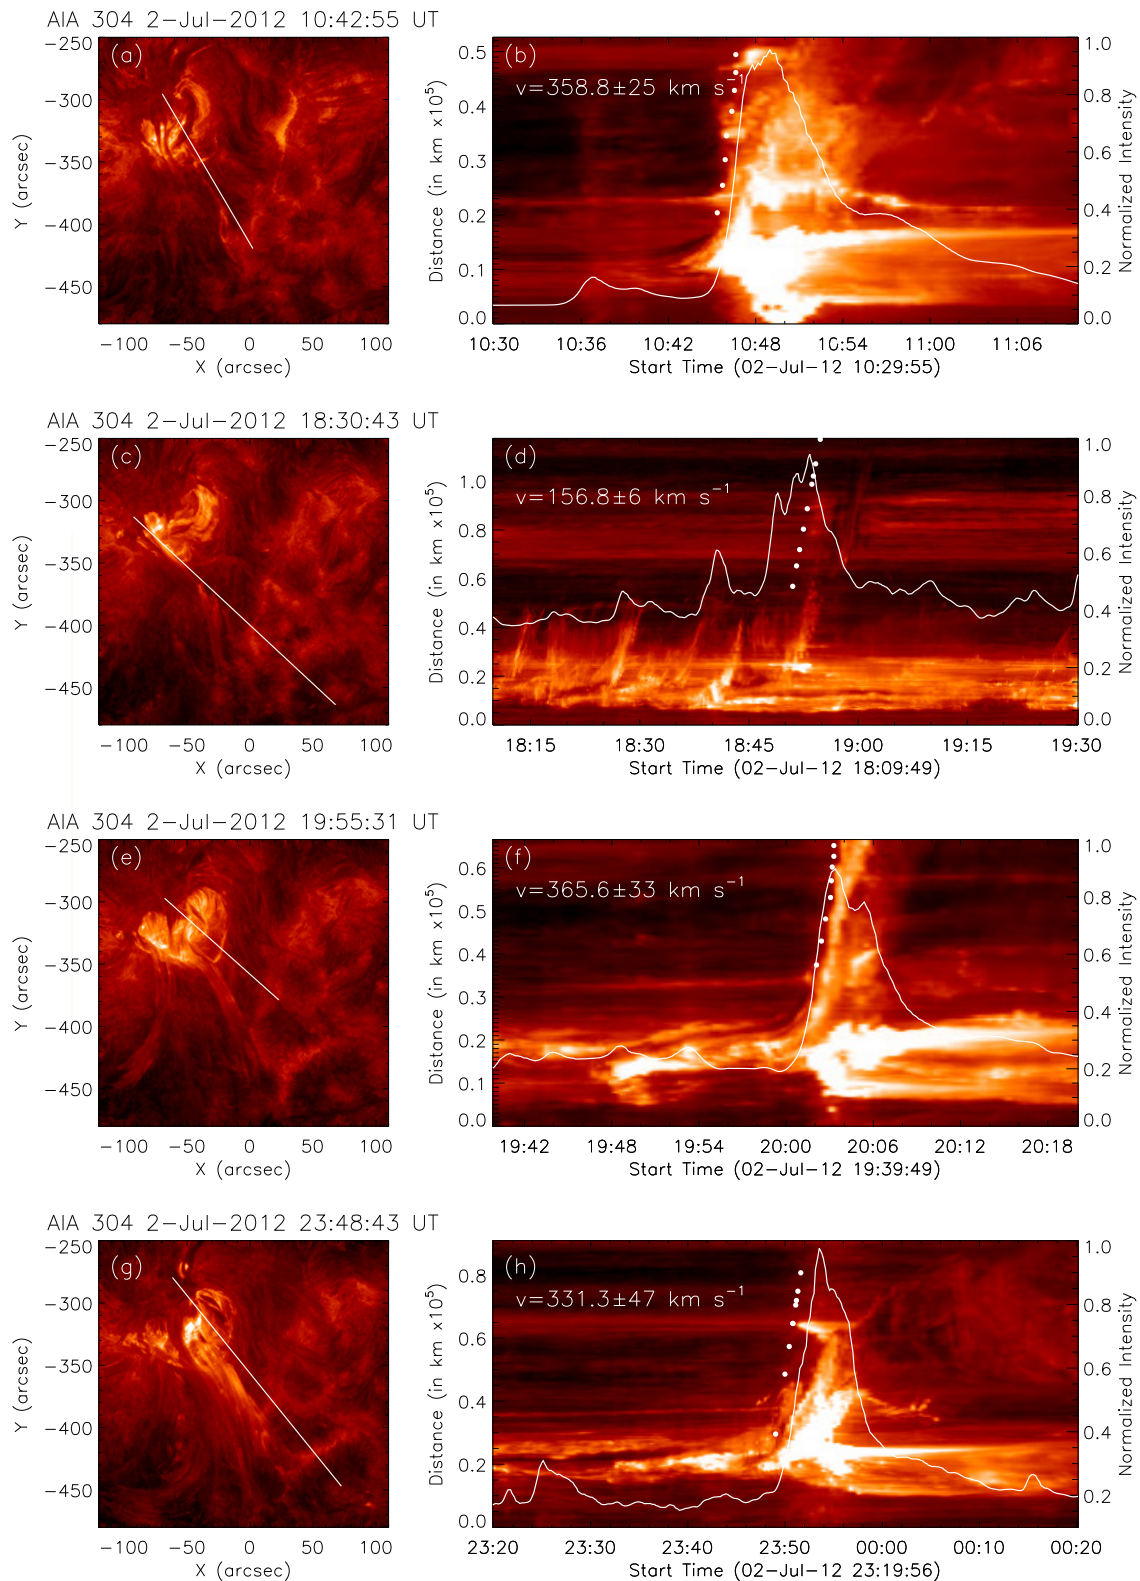 AIA 304 2-Jul-2012 10:42:55 UT
(a)
-250
-300
-350
-400
-450
Y (arcsec)
-100 -50 0 50 100
X (arcsec)
(b)
v=358.8±25 km s⁻¹
0.5
0.4
0.3
0.2
0.1
0.0
Distance (in km x10⁵)
1.0
0.8
0.6
0.4
0.2
0.0
Normalized Intensity
10:30 10:36 10:42 10:48 10:54 11:00 11:06
Start Time (02-Jul-12 10:29:55)
AIA 304 2-Jul-2012 18:30:43 UT
(c)
-250
-300
-350
-400
-450
Y (arcsec)
-100 -50 0 50 100
X (arcsec)
(d)
v=156.8±6 km s⁻¹
1.0
0.8
0.6
0.4
0.2
0.0
Distance (in km x10⁵)
1.0
0.8
0.6
0.4
0.2
0.0
Normalized Intensity
18:15 18:30 18:45 19:00 19:15 19:30
Start Time (02-Jul-12 18:09:49)
AIA 304 2-Jul-2012 19:55:31 UT
(e)
-250
-300
-350
-400
-450
Y (arcsec)
-100 -50 0 50 100
X (arcsec)
(f)
v=365.6±33 km s⁻¹
0.6
0.5
0.4
0.3
0.2
0.1
0.0
Distance (in km x10⁵)
1.0
0.8
0.6
0.4
0.2
0.0
Normalized Intensity
19:42 19:48 19:54 20:00 20:06 20:12 20:18
Start Time (02-Jul-12 19:39:49)
AIA 304 2-Jul-2012 23:48:43 UT
(g)
-250
-300
-350
-400
-450
Y (arcsec)
-100 -50 0 50 100
X (arcsec)
(h)
v=331.3±47 km s⁻¹
0.8
0.6
0.4
0.2
0.0
Distance (in km x10⁵)
1.0
0.8
0.6
0.4
0.2
Normalized Intensity
23:20 23:30 23:40 23:50 00:00 00:10 00:20
Start Time (02-Jul-12 23:19:56)